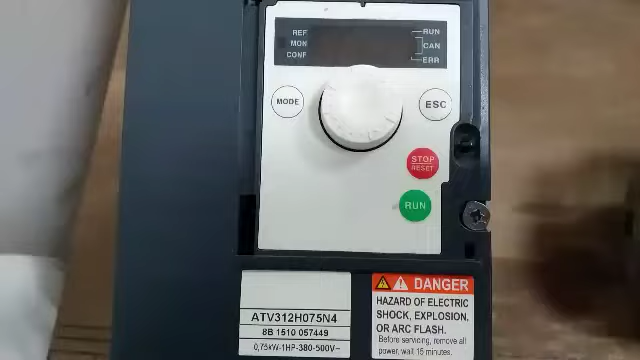 REF
MON
CONF
RUN
CAN
ERR
MODE
ESC
STOP
RESET
RUN
ATV312H075N4
8B 1510 057449
0,75kW-1HP-380-500V~
DANGER
HAZARD OF ELECTRIC
SHOCK, EXPLOSION,
OR ARC FLASH.
Before servicing, remove all
power, wait 15 minutes.